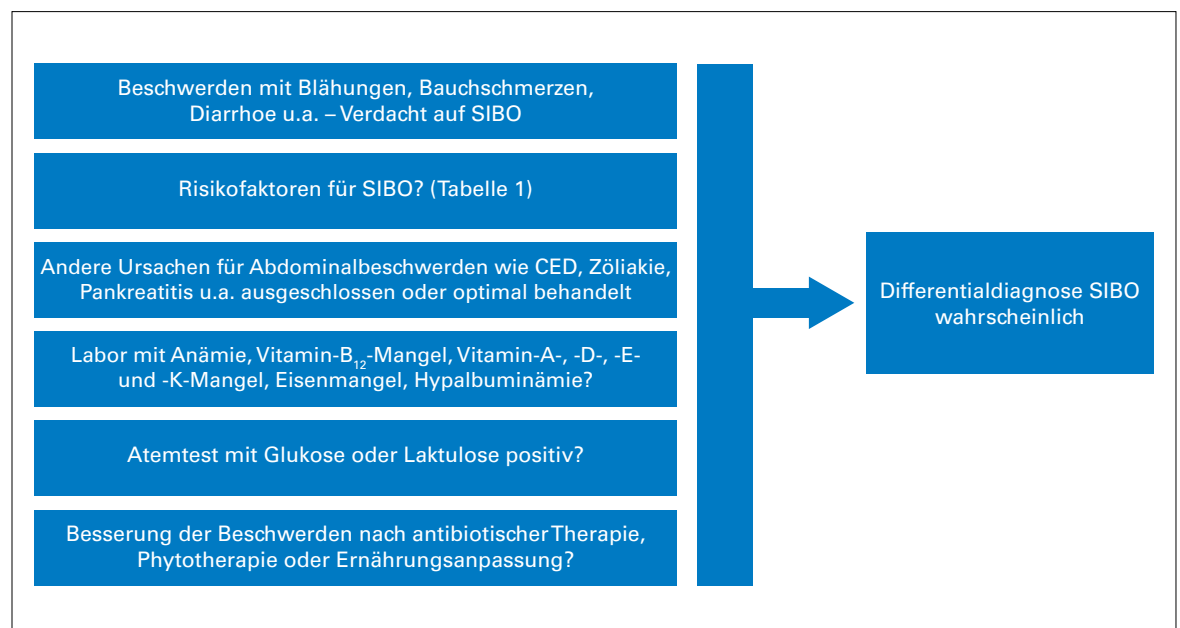 Beschwerden mit Blähungen, Bauchschmerzen,
Diarrhoe u.a. – Verdacht auf SIBO
Risikofaktoren für SIBO? (Tabelle 1)
Andere Ursachen für Abdominalbeschwerden wie CED, Zöliakie,
Pankreatitis u.a. ausgeschlossen oder optimal behandelt
Labor mit Anämie, Vitamin-B₁₂-Mangel, Vitamin-A-, -D-, -E-
und -K-Mangel, Eisenmangel, Hypalbuminämie?
Atemtest mit Glukose oder Laktulose positiv?
Besserung der Beschwerden nach antibiotischer Therapie,
Phytotherapie oder Ernährungsanpassung?
Differentialdiagnose SIBO
wahrscheinlich